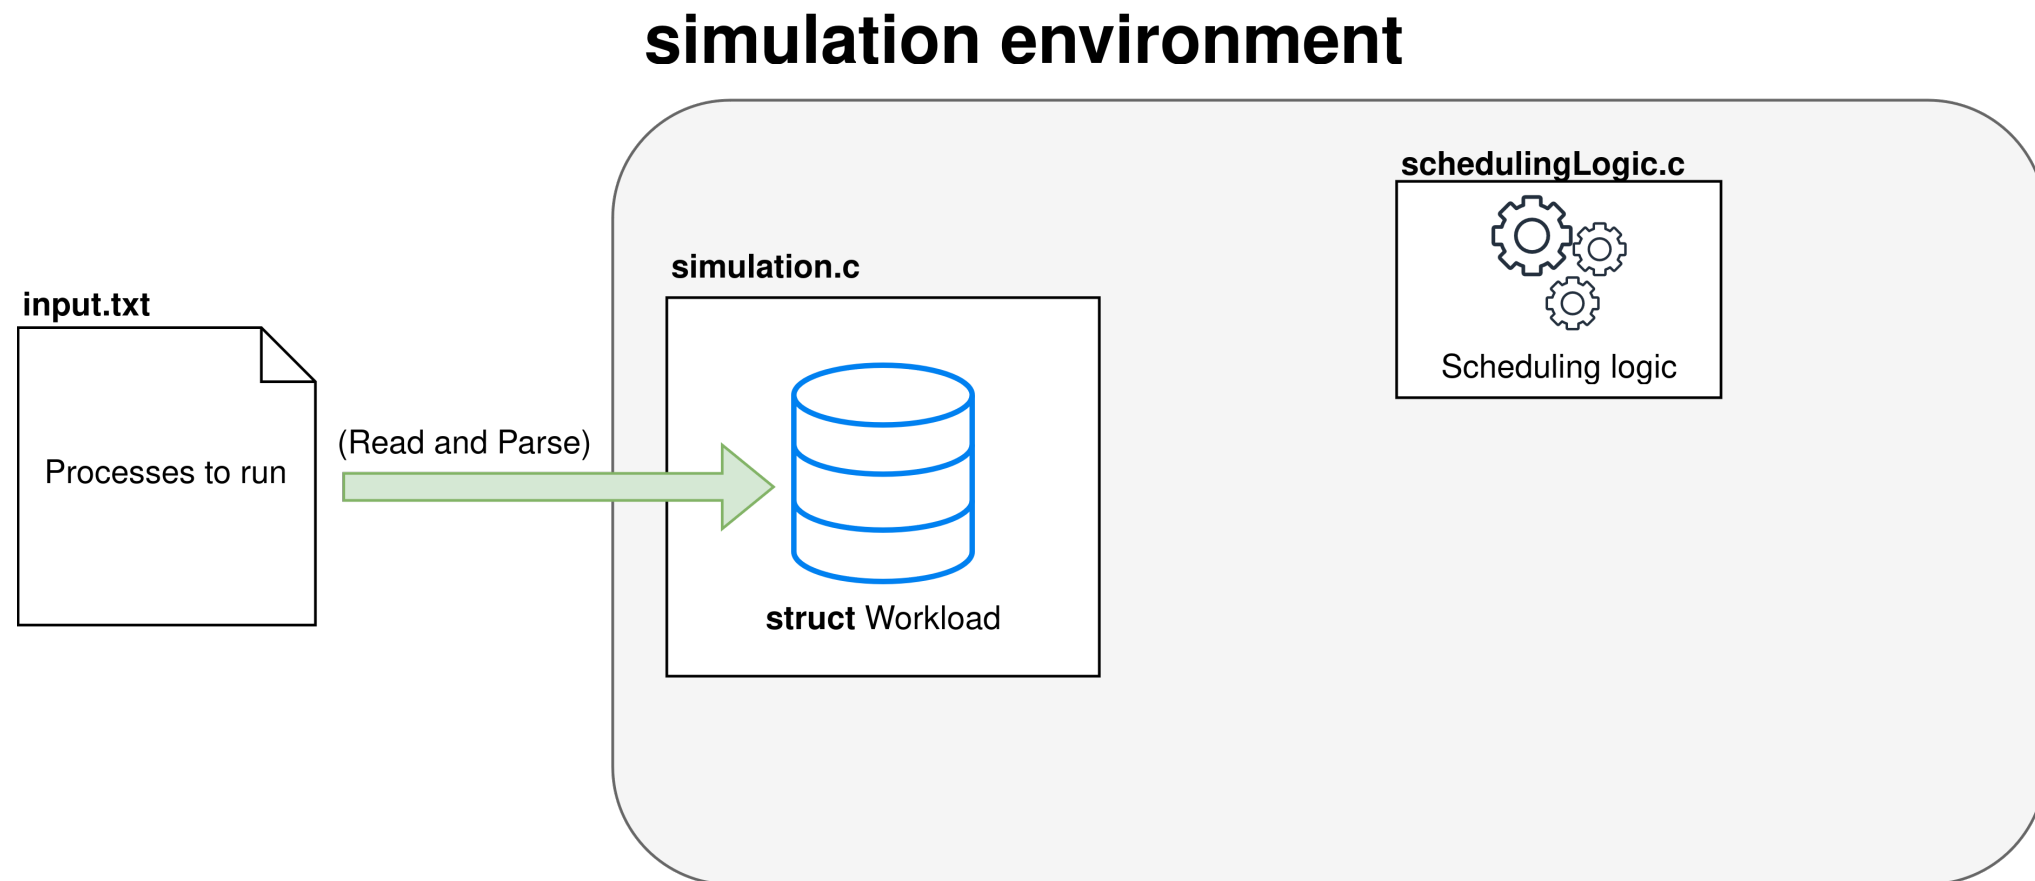 simulation environment
input.txt
Processes to run
(Read and Parse)
simulation.c
struct Workload
schedulingLogic.c
Scheduling logic